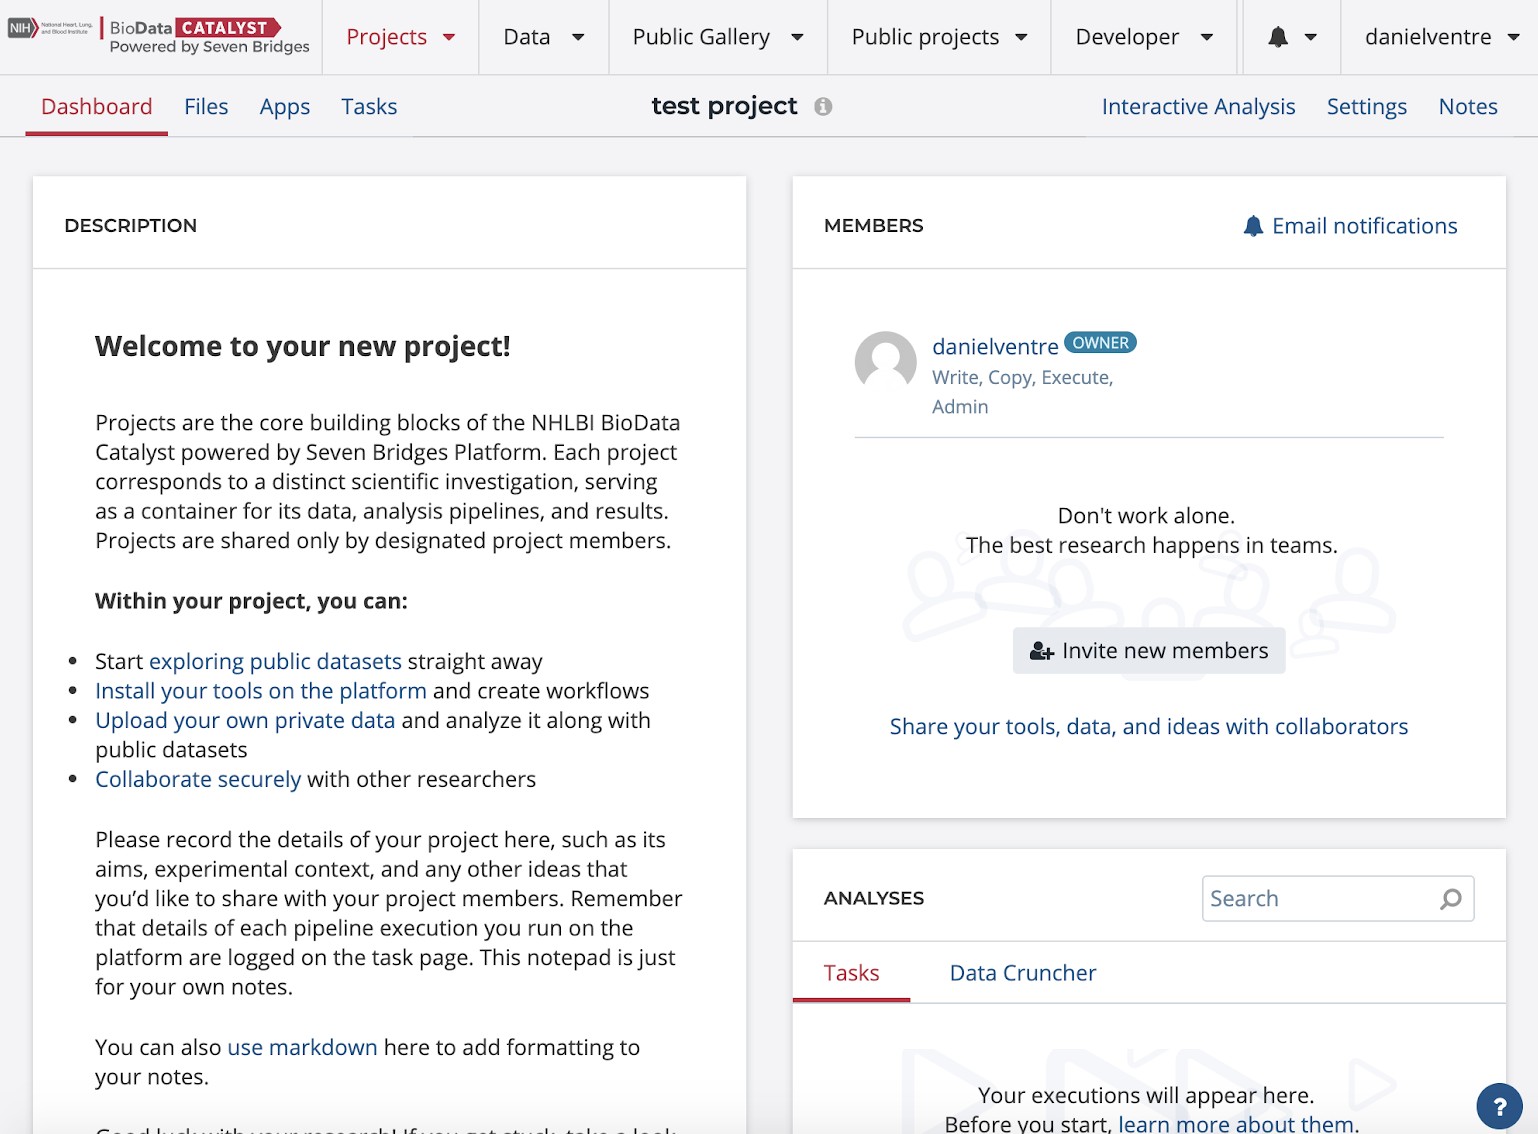 NIH National Heart, Lung, and Blood Institute BioData CATALYST
Powered by Seven Bridges
Projects Data Public Gallery Public projects Developer danielventre
Dashboard Files Apps Tasks test project Interactive Analysis Settings Notes
DESCRIPTION
Welcome to your new project!
Projects are the core building blocks of the NHLBI BioData
Catalyst powered by Seven Bridges Platform. Each project
corresponds to a distinct scientific investigation, serving
as a container for its data, analysis pipelines, and results.
Projects are shared only by designated project members.
Within your project, you can:
• Start exploring public datasets straight away
• Install your tools on the platform and create workflows
• Upload your own private data and analyze it along with
public datasets
• Collaborate securely with other researchers
Please record the details of your project here, such as its
aims, experimental context, and any other ideas that
you’d like to share with your project members. Remember
that details of each pipeline execution you run on the
platform are logged on the task page. This notepad is just
for your own notes.
You can also use markdown here to add formatting to
your notes.
Good luck with your research! If you get stuck, take a look
MEMBERS Email notifications
danielventre OWNER
Write, Copy, Execute,
Admin
Don't work alone.
The best research happens in teams.
Invite new members
Share your tools, data, and ideas with collaborators
ANALYSES Search
Tasks Data Cruncher
Your executions will appear here.
Before you start, learn more about them.
?